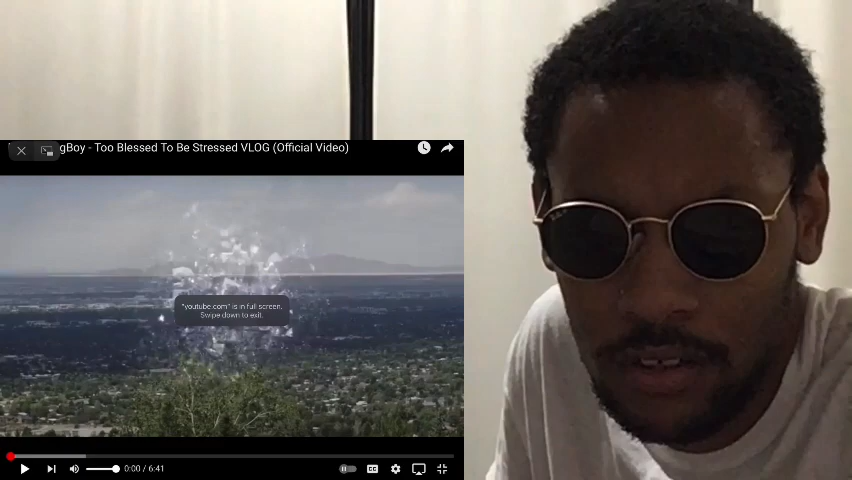 gBoy - Too Blessed To Be Stressed VLOG (Official Video)
"youtube.com" is in full screen.
Swipe down to exit.
0:00 / 6:41
CC